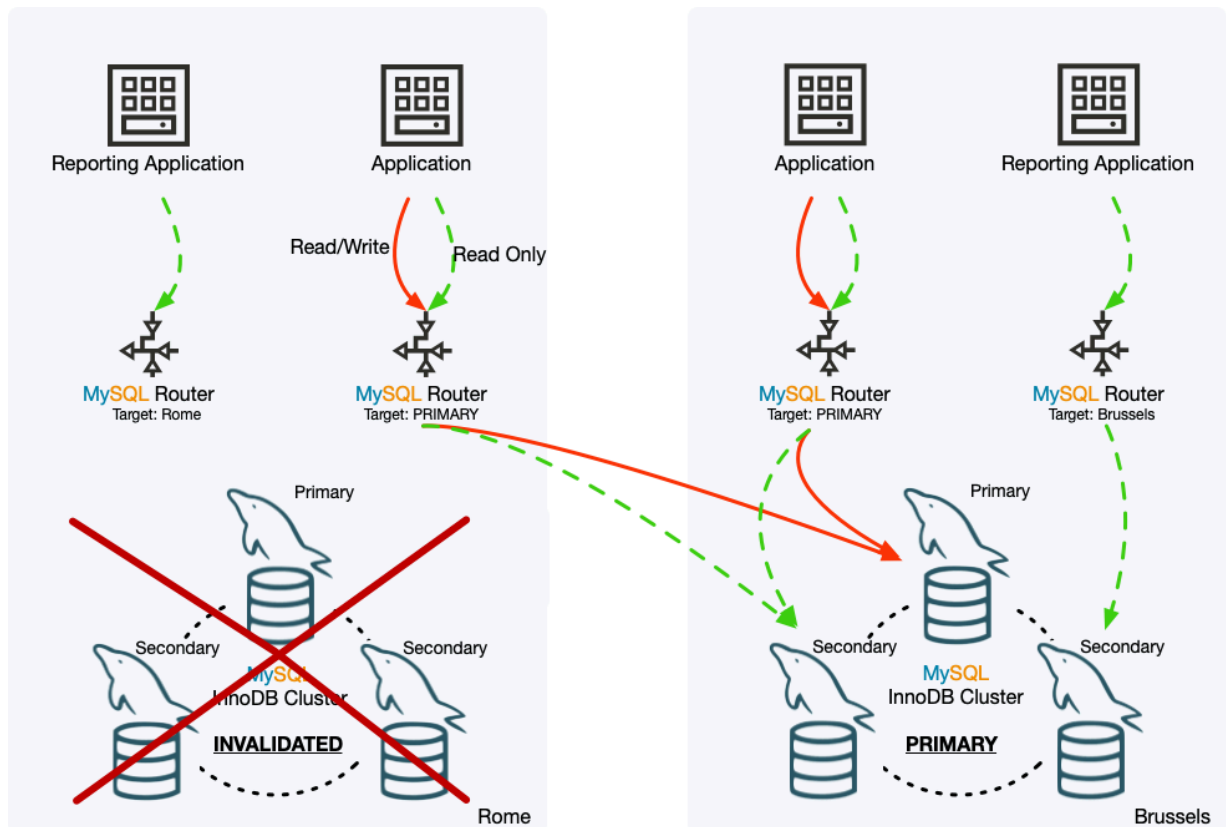 Reporting Application
Application
Read/Write
Read Only
MySQL Router
Target: Rome
MySQL Router
Target: PRIMARY
Primary
Secondary
Secondary
MySQL
InnoDB Cluster
INVALIDATED
Rome
Application
Reporting Application
MySQL Router
Target: PRIMARY
MySQL Router
Target: Brussels
Primary
Secondary
Secondary
MySQL
InnoDB Cluster
PRIMARY
Brussels